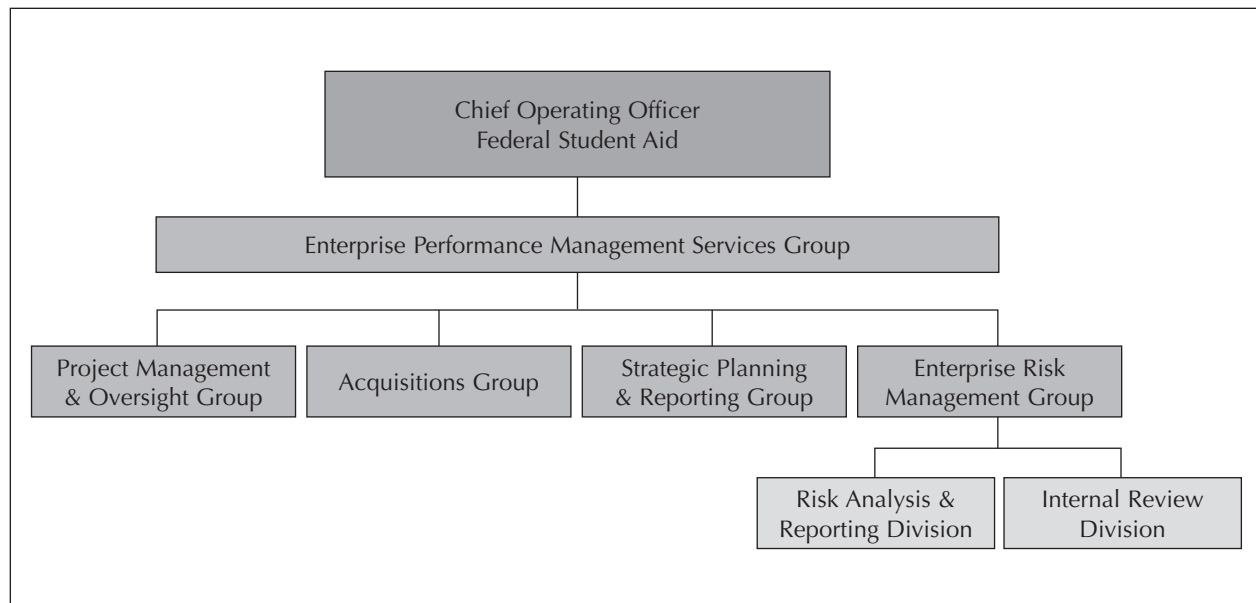 Chief Operating Officer
Federal Student Aid
Enterprise Performance Management Services Group
Project Management
& Oversight Group
Acquisitions Group
Strategic Planning
& Reporting Group
Enterprise Risk
Management Group
Risk Analysis &
Reporting Division
Internal Review
Division